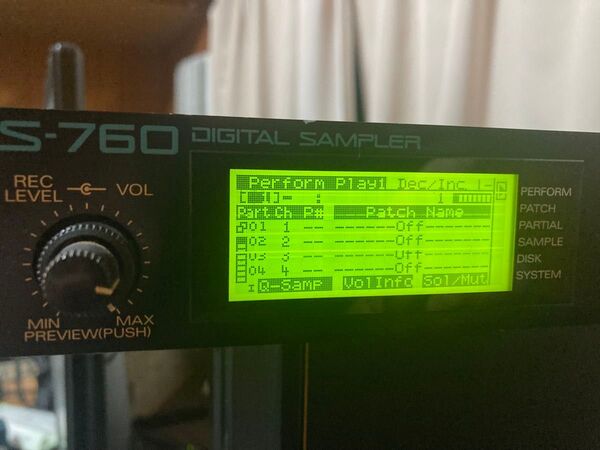 S-760 DIGITAL SAMPLER
REC
LEVEL
VOL
MIN
MAX
PREVIEW(PUSH)
Perform Play1 Dec/Inc
1
Part Ch P# Patch Name
01 1 -- ------Off------
02 2 -- ------Off------
03 3 -- ------Off------
04 4 -- ------Off------
Q-Samp VolInfo Sol/Mut
PERFORM
PATCH
PARTIAL
SAMPLE
DISK
SYSTEM